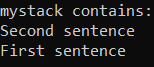 mystack contains:
Second sentence
First sentence